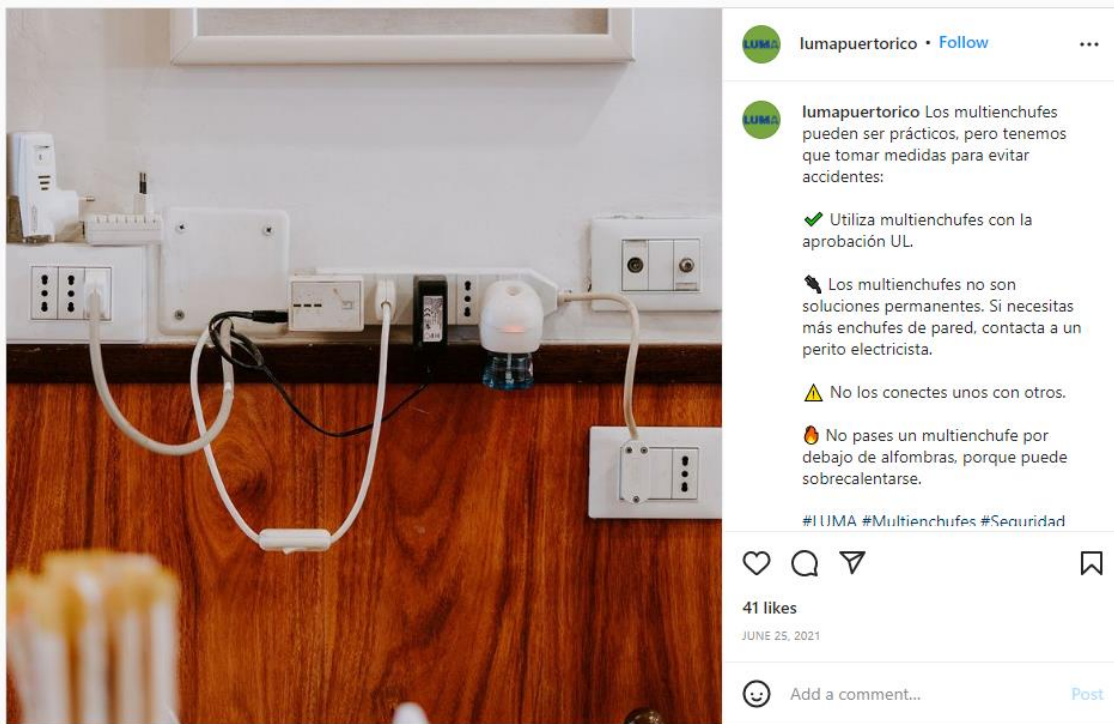 LUMA
lumapuertorico • Follow
LUMA
lumapuertorico Los multienchufes
pueden ser prácticos, pero tenemos
que tomar medidas para evitar
accidentes:
✔ Utiliza multienchufes con la
aprobación UL.
🔌 Los multienchufes no son
soluciones permanentes. Si necesitas
más enchufes de pared, contacta a un
perito electricista.
⚠ No los conectes unos con otros.
🔥 No pases un multienchufe por
debajo de alfombras, porque puede
sobrecalentarse.
#LUMA #Multienchufes #Seguridad
41 likes
JUNE 25, 2021
Add a comment...
Post